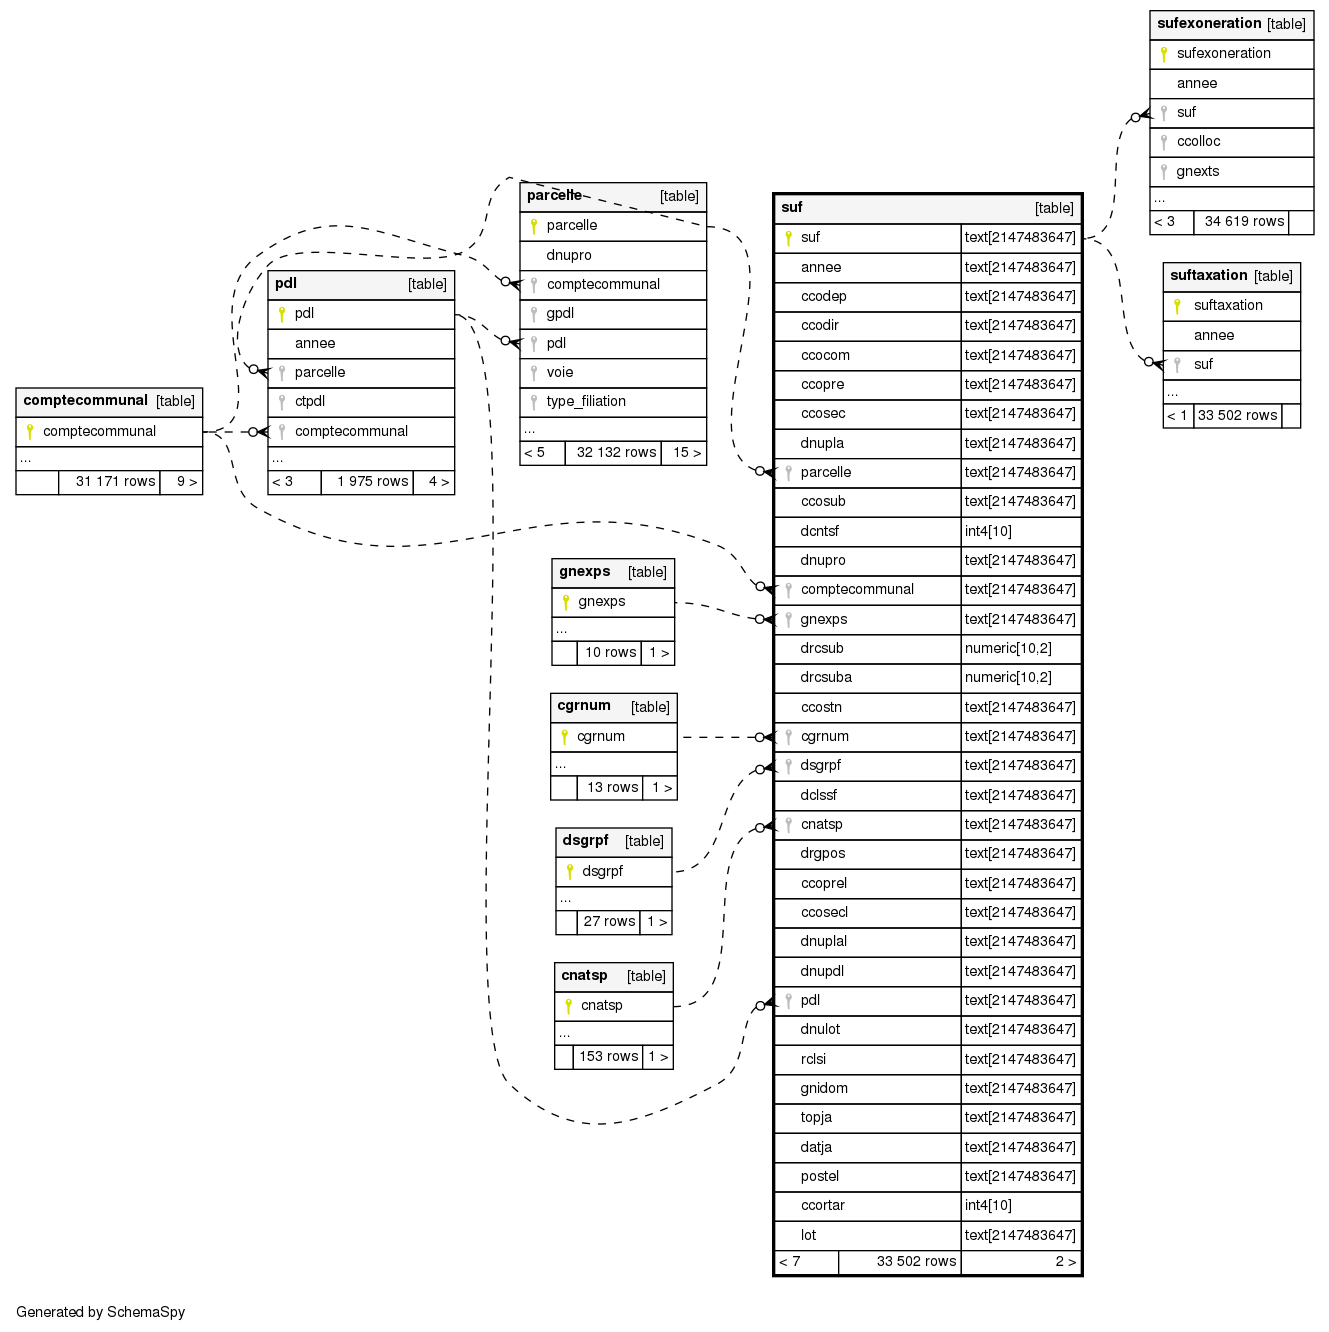 sufexoneration [table]
sufexoneration
annee
suf
ccolloc
gnexts
...
< 3 34 619 rows
suftaxation [table]
suftaxation
annee
suf
...
< 1 33 502 rows
parcelle [table]
parcelle
dnupro
comptecommunal
gpdl
pdl
voie
type_filiation
...
< 5 32 132 rows 15 >
pdl [table]
pdl
annee
parcelle
ctpdl
comptecommunal
...
< 3 1 975 rows 4 >
comptecommunal [table]
comptecommunal
...
31 171 rows 9 >
gnexps [table]
gnexps
...
10 rows 1 >
cgrnum [table]
cgrnum
...
13 rows 1 >
dsgrpf [table]
dsgrpf
...
27 rows 1 >
cnatsp [table]
cnatsp
...
153 rows 1 >
suf [table]
suf text[2147483647]
annee text[2147483647]
ccodep text[2147483647]
ccodir text[2147483647]
ccocom text[2147483647]
ccopre text[2147483647]
ccosec text[2147483647]
dnupla text[2147483647]
parcelle text[2147483647]
ccosub text[2147483647]
dcntsf int4[10]
dnupro text[2147483647]
comptecommunal text[2147483647]
gnexps text[2147483647]
drcsub numeric[10,2]
drcsuba numeric[10,2]
ccostn text[2147483647]
cgrnum text[2147483647]
dsgrpf text[2147483647]
dclssf text[2147483647]
cnatsp text[2147483647]
drgpos text[2147483647]
ccoprel text[2147483647]
ccosecl text[2147483647]
dnuplal text[2147483647]
dnupdl text[2147483647]
pdl text[2147483647]
dnulot text[2147483647]
rclsi text[2147483647]
gnidom text[2147483647]
topja text[2147483647]
datja text[2147483647]
postel text[2147483647]
ccortar int4[10]
lot text[2147483647]
< 7 33 502 rows 2 >
Generated by SchemaSpy